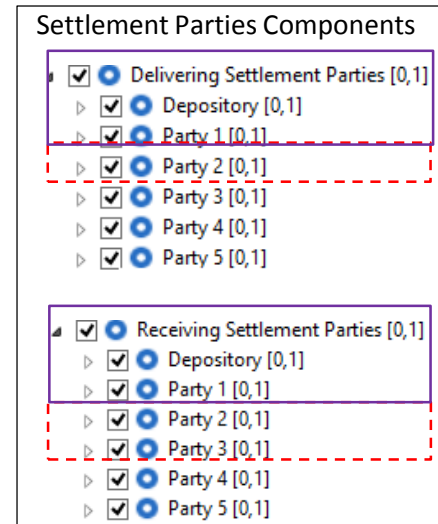 Settlement Parties Components
Delivering Settlement Parties [0,1]
Depository [0,1]
Party 1 [0,1]
Party 2 [0,1]
Party 3 [0,1]
Party 4 [0,1]
Party 5 [0,1]
Receiving Settlement Parties [0,1]
Depository [0,1]
Party 1 [0,1]
Party 2 [0,1]
Party 3 [0,1]
Party 4 [0,1]
Party 5 [0,1]